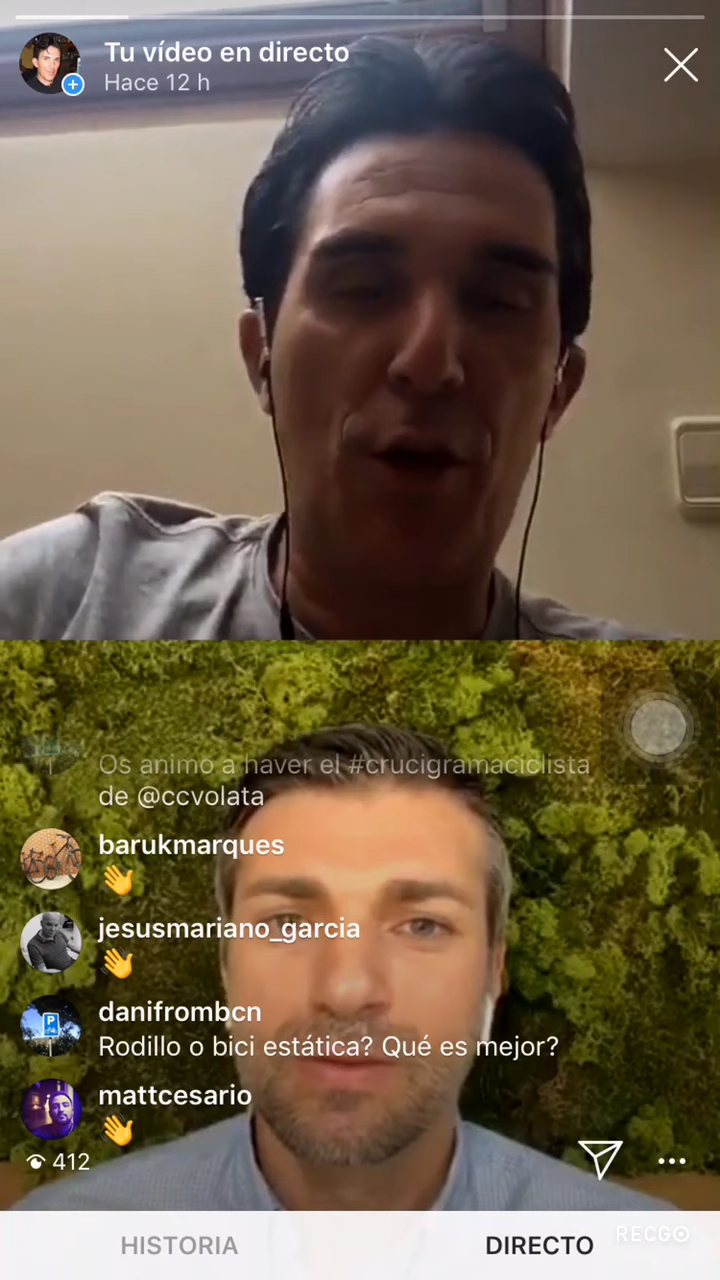 Tu vídeo en directo
Hace 12 h
Os animo a haver el #crucigramaciclista
de @ccvolata
barukmarques
👋
jesusmariano_garcia
👋
danifrombcn
Rodillo o bici estática? Qué es mejor?
mattcesario
👋
412
HISTORIA
DIRECTO
RECGO